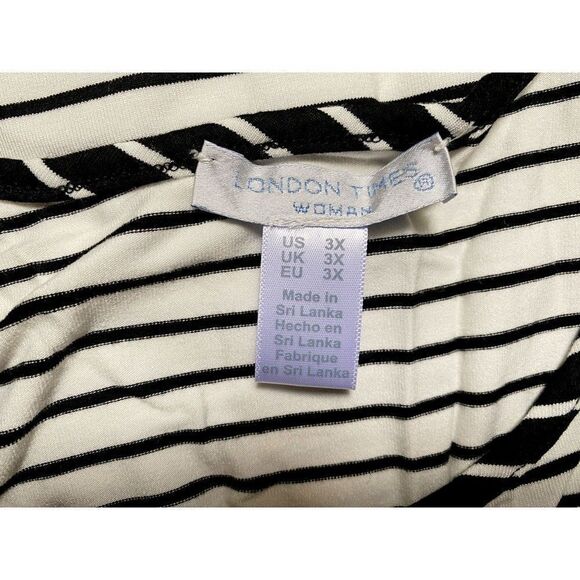 LONDON TIMES®
WOMAN
US 3X
UK 3X
EU 3X
Made in
Sri Lanka
Hecho en
Sri Lanka
Fabrique
en Sri Lanka